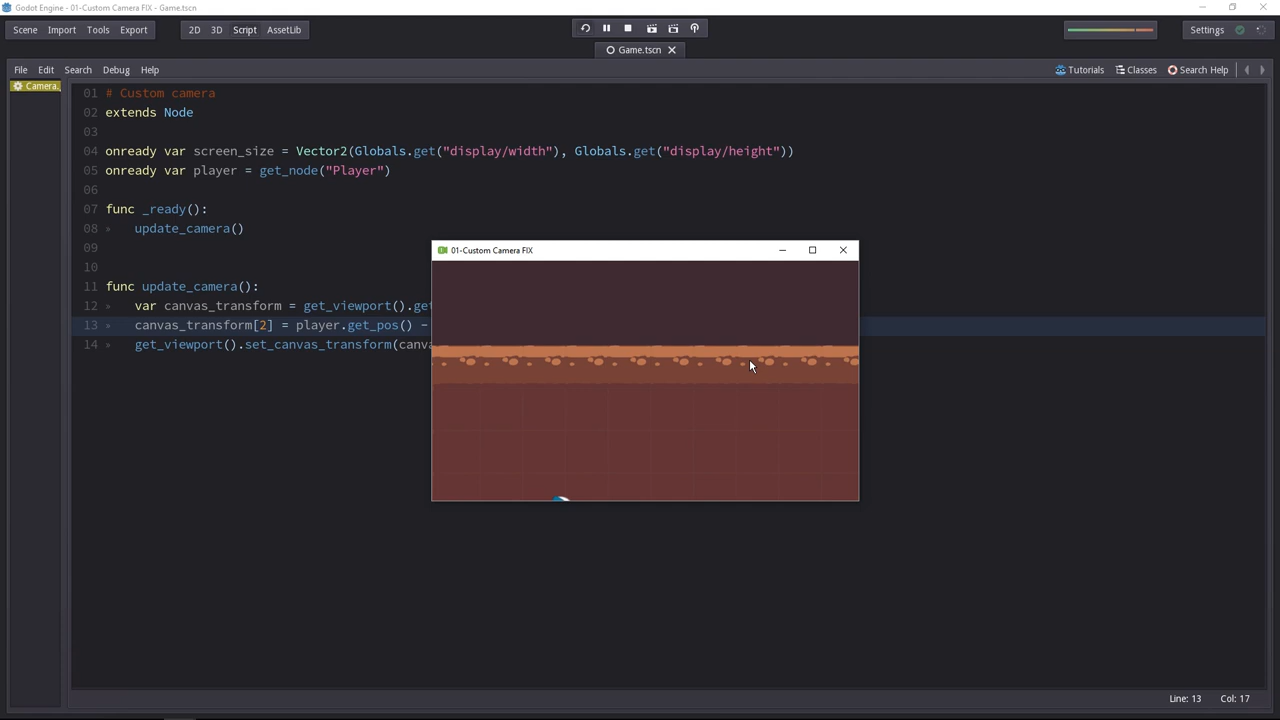 Godot Engine - 01-Custom Camera FIX - Game.tscn
Scene Import Tools Export 2D 3D Script AssetLib Settings
Game.tscn
File Edit Search Debug Help Tutorials Classes Search Help
Camera.
01 # Custom camera
02 extends Node
03
04 onready var screen_size = Vector2(Globals.get("display/width"), Globals.get("display/height"))
05 onready var player = get_node("Player")
06
07 func _ready():
08 » update_camera()
09
10
11 func update_camera():
12 » var canvas_transform = get_viewport().get
13 » canvas_transform[2] = player.get_pos() -
14 » get_viewport().set_canvas_transform(canva
01-Custom Camera FIX
Line: 13 Col: 17